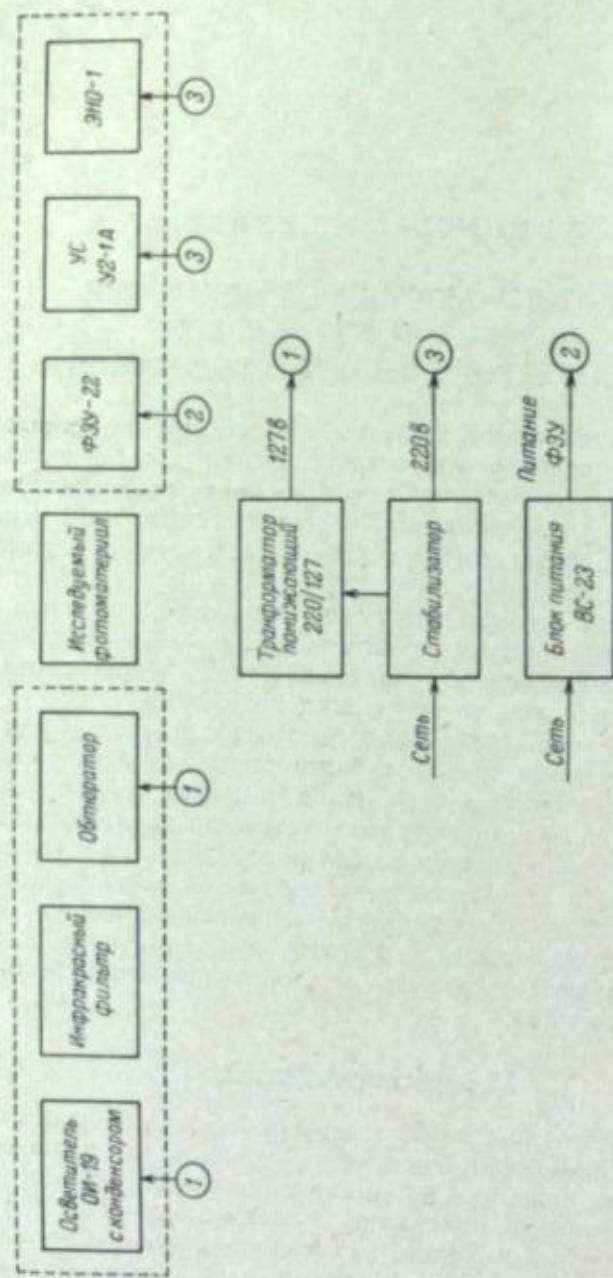 Осветитель
ОИ-19
с конденсором
1
Инфракрасный
фильтр
Обтюратор
1
Исследуемый
фотоматериал
ФЭУ-22
2
УС
У2-1А
3
ЭНО-1
3
Транформатор
понижающий
220/127
127в
1
Сеть
Стабилизатор
220в
3
Сеть
Блок питания
ВС-23
Питание
ФЭУ
2